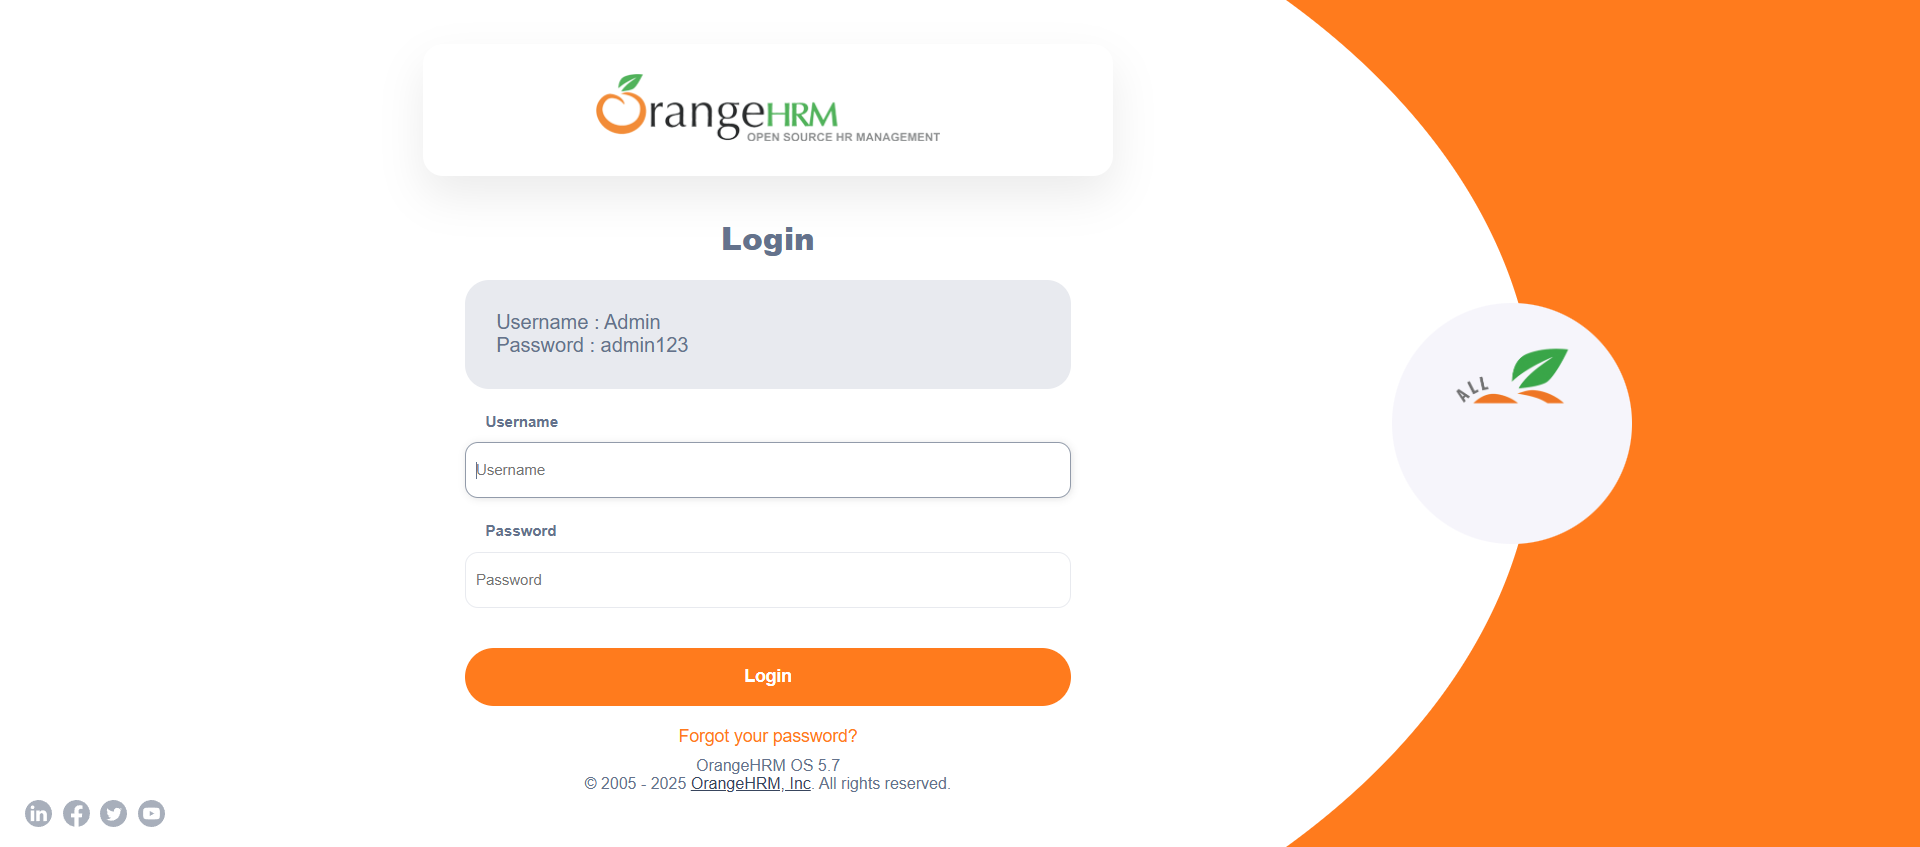 OrangeHRM
OPEN SOURCE HR MANAGEMENT
Login
Username : Admin
Password : admin123
Username
Username
Password
Password
Login
Forgot your password?
OrangeHRM OS 5.7
© 2005 - 2025 OrangeHRM, Inc. All rights reserved.
ALL